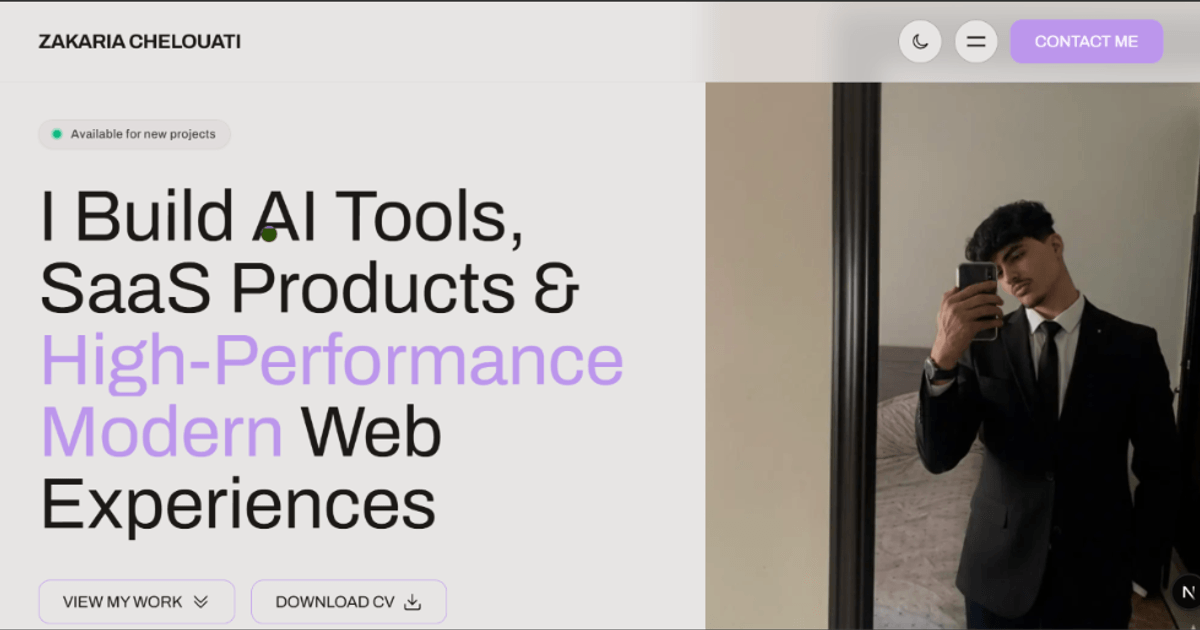 ZAKARIA CHELOUATI
CONTACT ME
Available for new projects
I Build AI Tools,
SaaS Products &
High-Performance
Modern Web
Experiences
VIEW MY WORK
DOWNLOAD CV
N